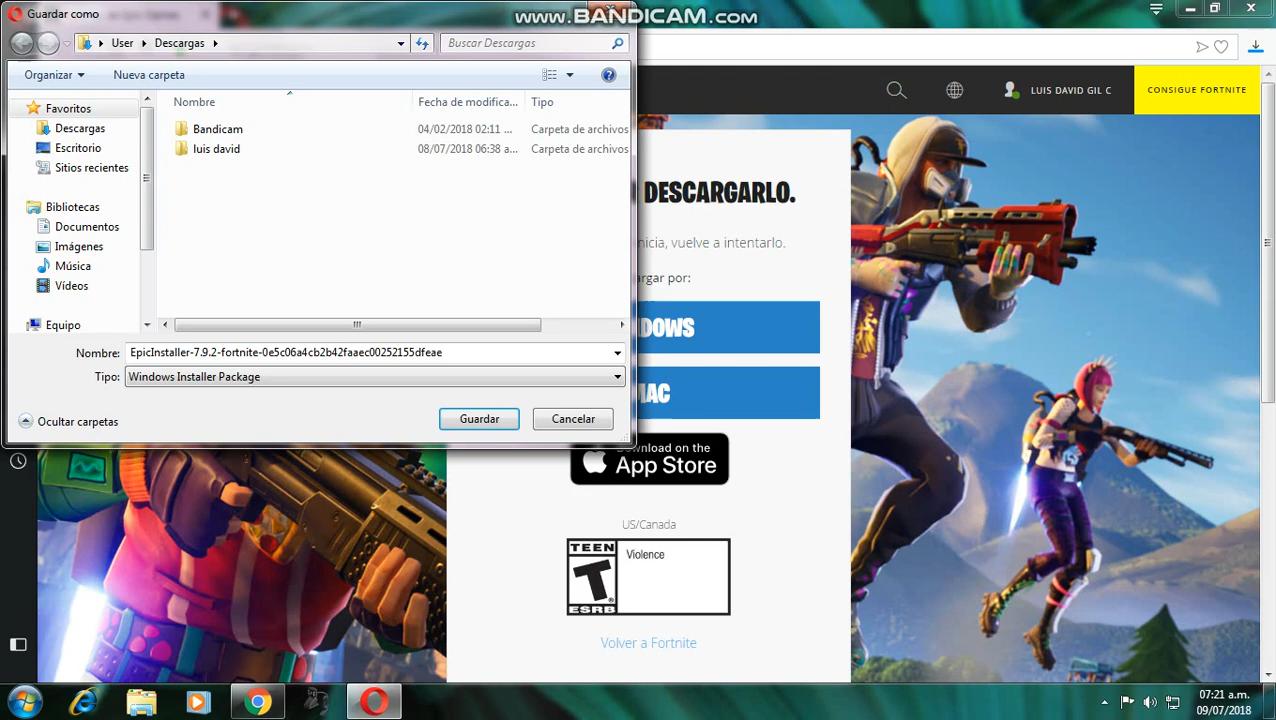 Guardar como
www.BANDICAM.com
User
Descargas
Buscar Descargas
Organizar
Nueva carpeta
Nombre
Fecha de modifica...
Tipo
Favoritos
Descargas
Escritorio
Sitios recientes
Bibliotecas
Documentos
Imágenes
Música
Vídeos
Equipo
Bandicam
04/02/2018 02:11 ...
Carpeta de archivos
luis david
08/07/2018 06:38 a...
Carpeta de archivos
Nombre:
EpicInstaller-7.9.2-fortnite-0e5c06a4cb2b42faaec00252155dfeae
Tipo:
Windows Installer Package
Ocultar carpetas
Guardar
Cancelar
LUIS DAVID GIL C
CONSIGUE FORTNITE
DESCARGARLO.
inicia, vuelve a intentarlo.
argar por:
DOWS
MAC
Download on the
App Store
US/Canada
TEEN
T
ESRB
Violence
Volver a Fortnite
07:21 a.m.
09/07/2018